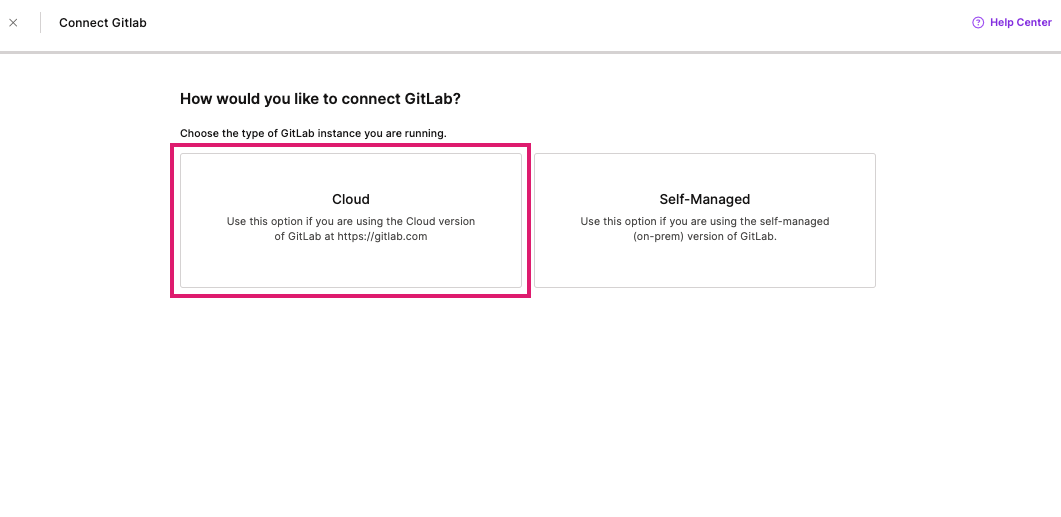 Connect Gitlab
Help Center
How would you like to connect GitLab?
Choose the type of GitLab instance you are running.
Cloud
Use this option if you are using the Cloud version
of GitLab at https://gitlab.com
Self-Managed
Use this option if you are using the self-managed
(on-prem) version of GitLab.